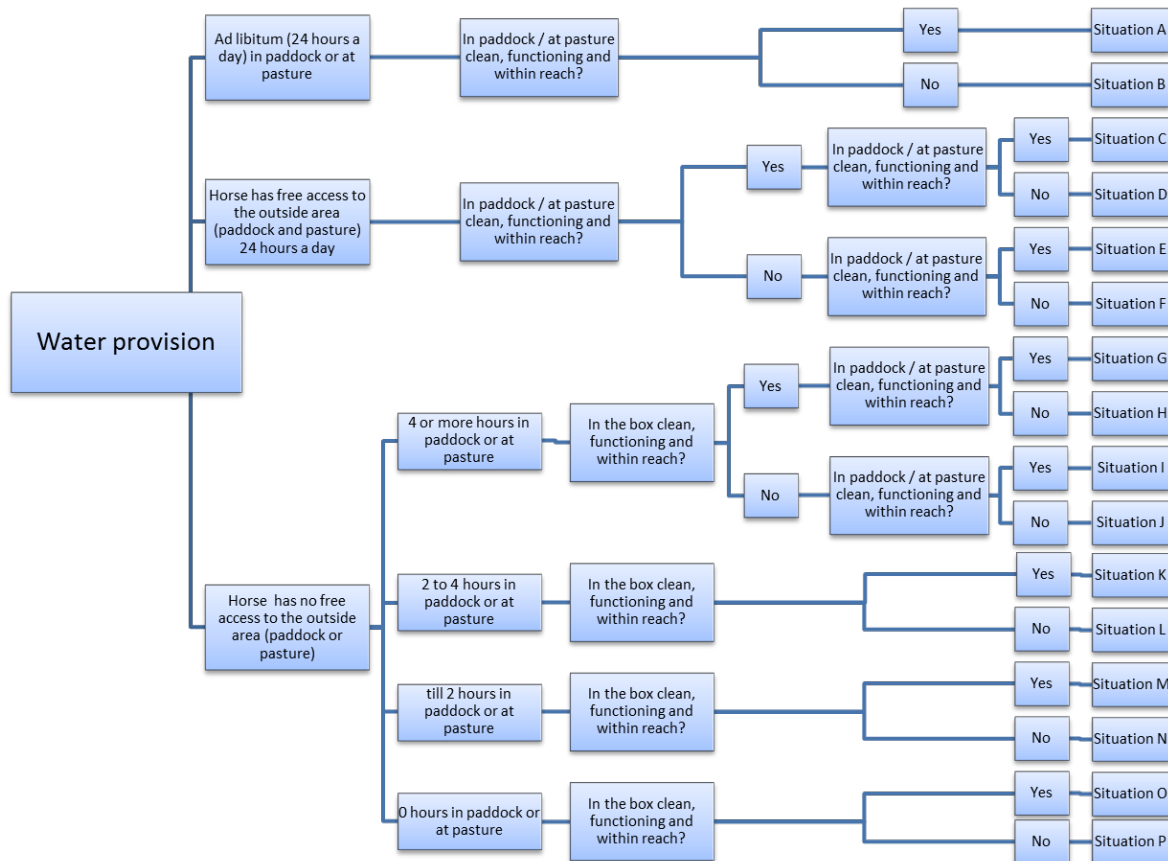 Water provision
Ad libitum (24 hours a
day) in paddock or at
pasture
In paddock / at pasture
clean, functioning and
within reach?
Yes
Situation A
No
Situation B
Horse has free access to
the outside area
(paddock and pasture)
24 hours a day
In paddock / at pasture
clean, functioning and
within reach?
Yes
In paddock / at pasture
clean, functioning and
within reach?
Yes
Situation C
No
Situation D
No
In paddock / at pasture
clean, functioning and
within reach?
Yes
Situation E
No
Situation F
Horse has no free
access to the outside
area (paddock or
pasture)
4 or more hours in
paddock or at
pasture
In the box clean,
functioning and
within reach?
Yes
In paddock / at pasture
clean, functioning and
within reach?
Yes
Situation G
No
Situation H
No
In paddock / at pasture
clean, functioning and
within reach?
Yes
Situation I
No
Situation J
2 to 4 hours in
paddock or at
pasture
In the box clean,
functioning and
within reach?
Yes
Situation K
No
Situation L
till 2 hours in
paddock or at
pasture
In the box clean,
functioning and
within reach?
Yes
Situation M
No
Situation N
0 hours in paddock or
at pasture
In the box clean,
functioning and
within reach?
Yes
Situation O
No
Situation P